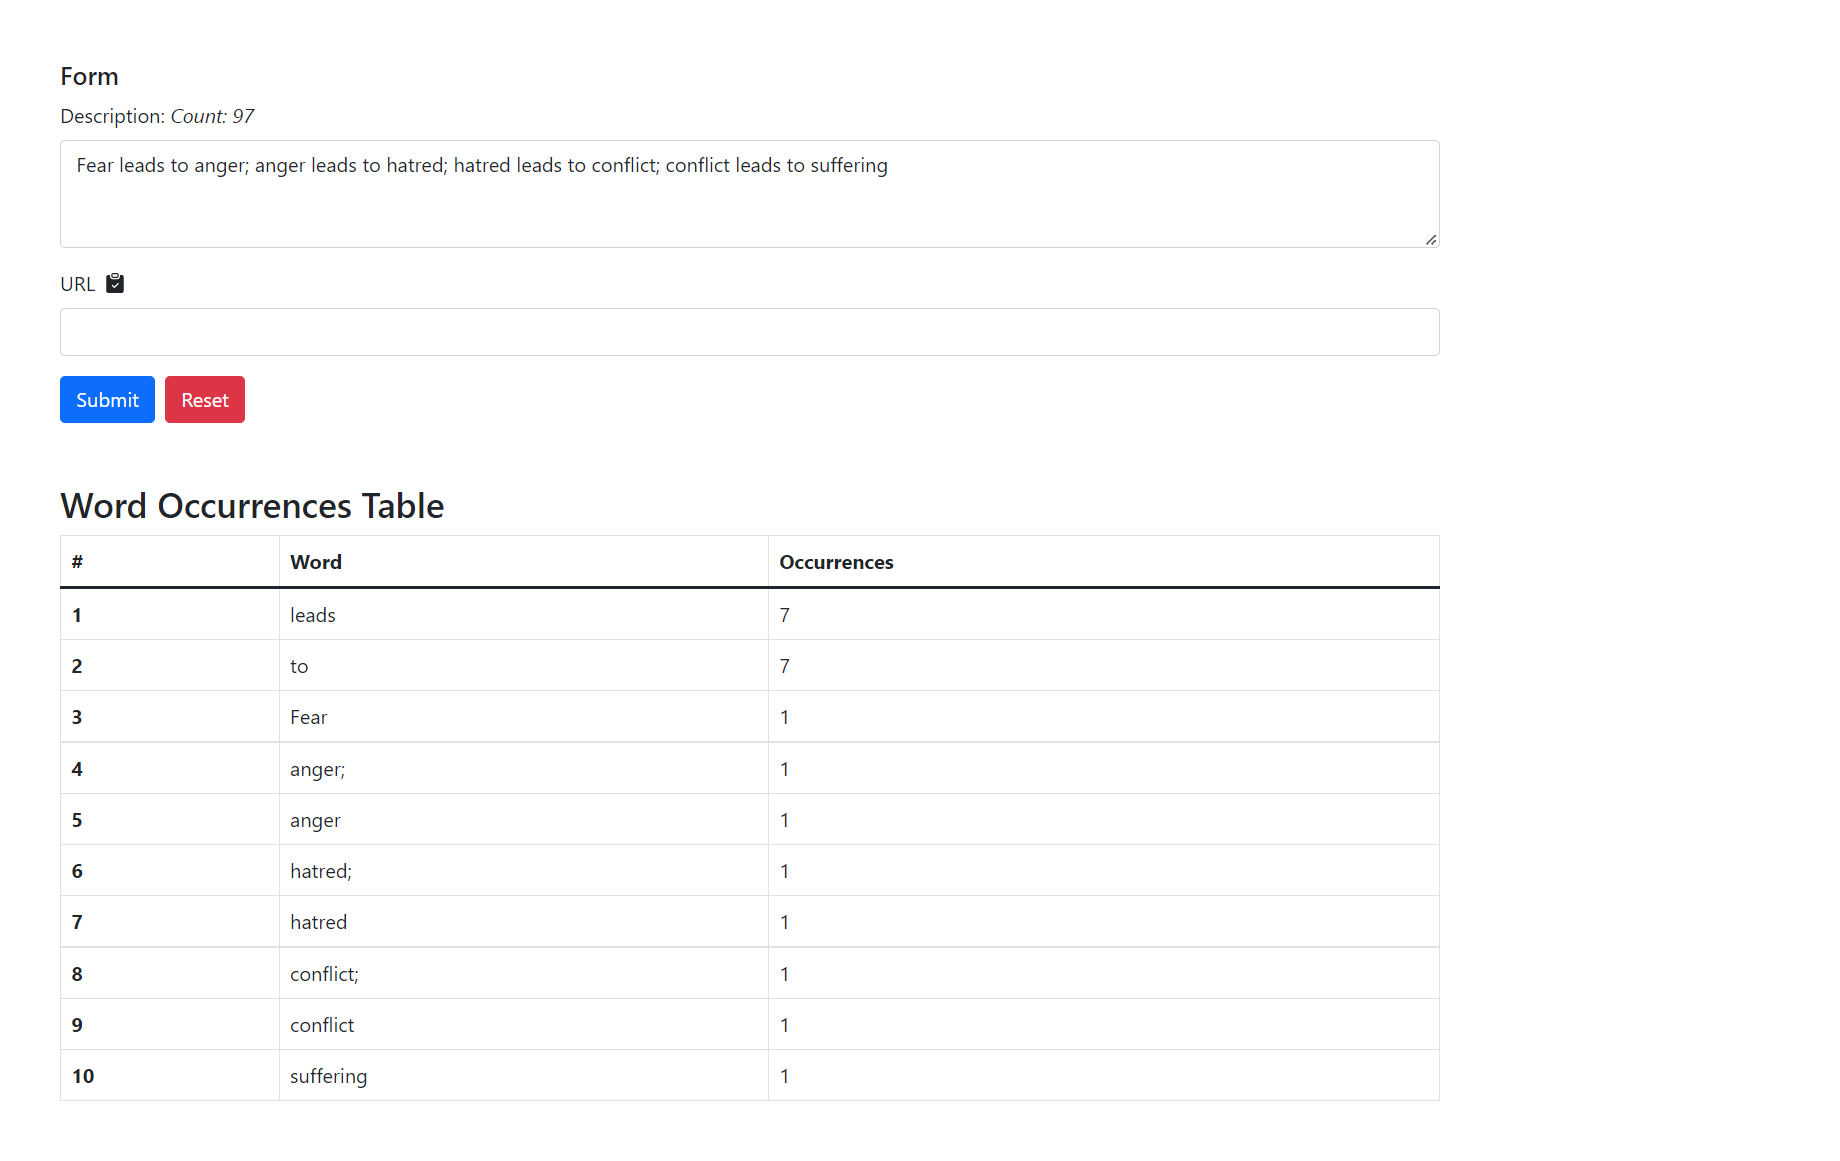 Form
Description: Count: 97
Fear leads to anger; anger leads to hatred; hatred leads to conflict; conflict leads to suffering
URL
Submit Reset
Word Occurrences Table
# Word Occurrences
1 leads 7
2 to 7
3 Fear 1
4 anger; 1
5 anger 1
6 hatred; 1
7 hatred 1
8 conflict; 1
9 conflict 1
10 suffering 1